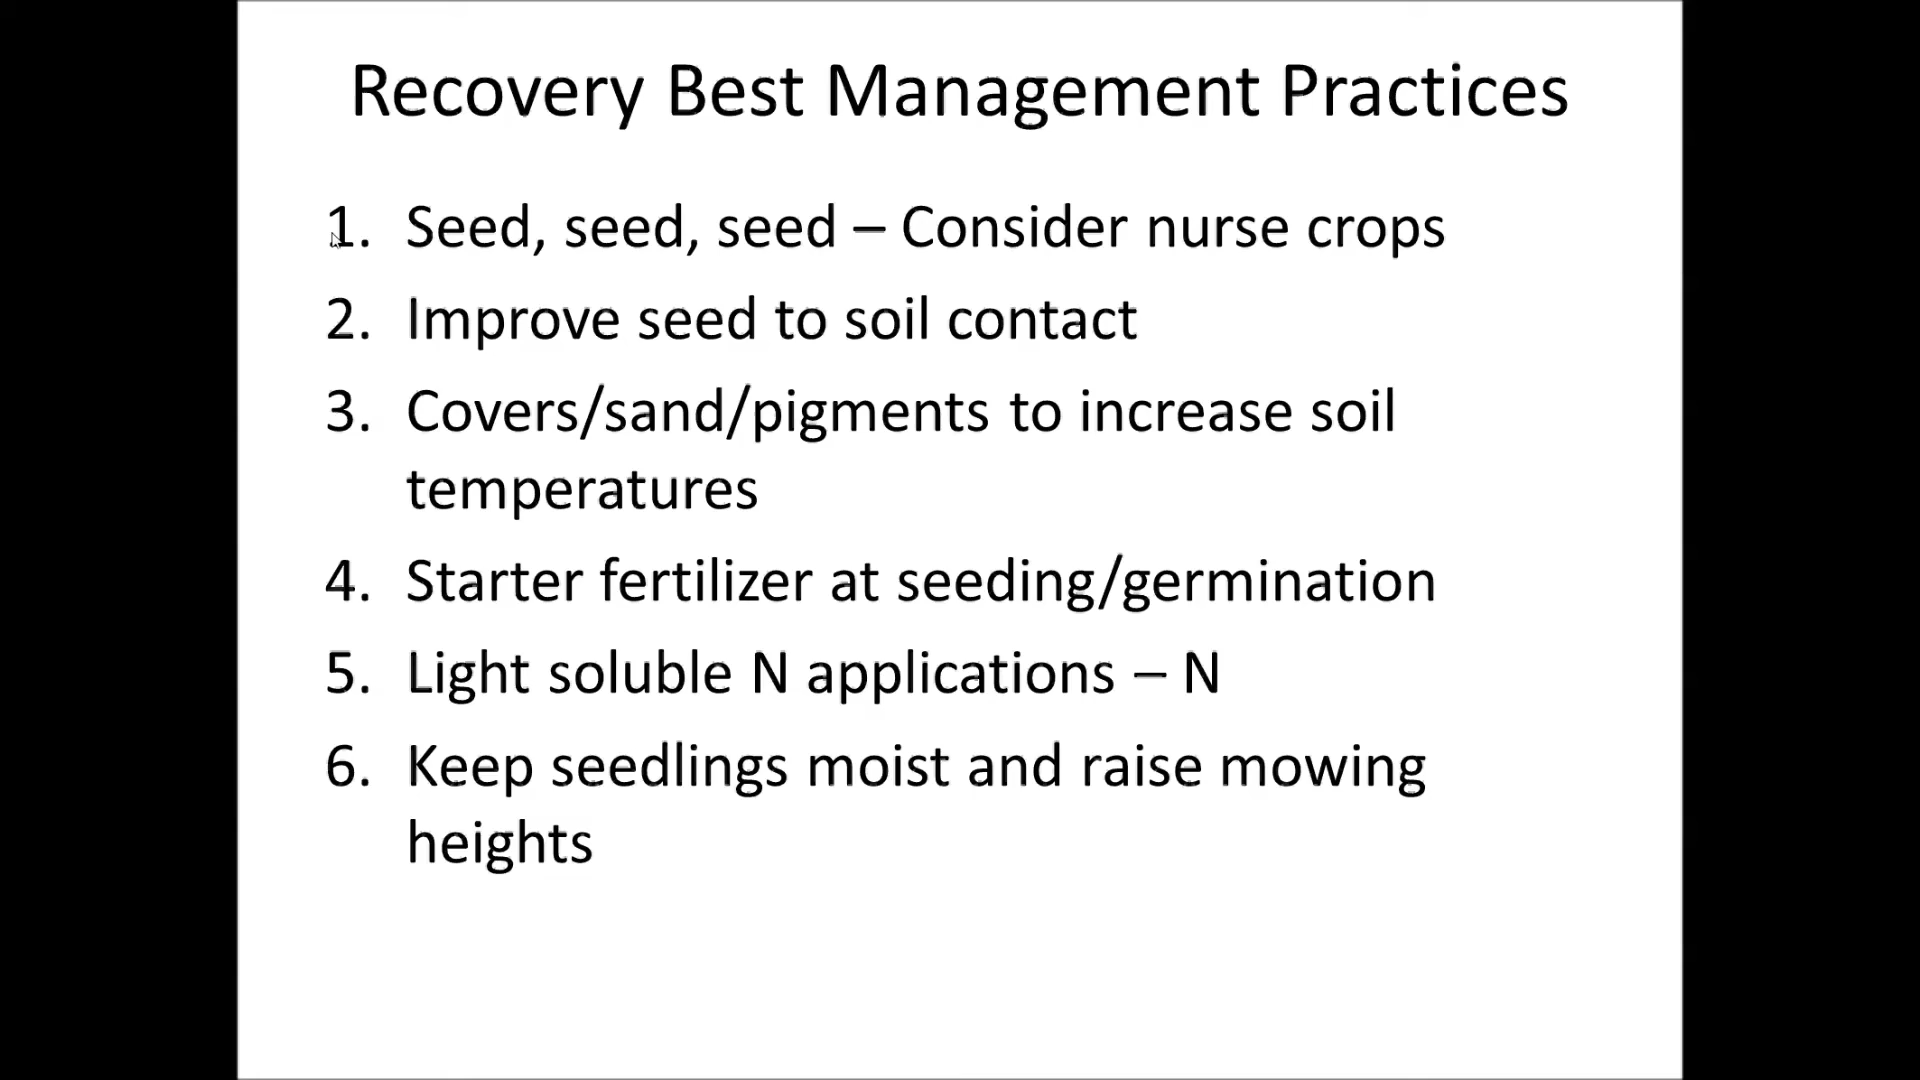 Recovery Best Management Practices
1. Seed, seed, seed – Consider nurse crops
2. Improve seed to soil contact
3. Covers/sand/pigments to increase soil
temperatures
4. Starter fertilizer at seeding/germination
5. Light soluble N applications – N
6. Keep seedlings moist and raise mowing
heights